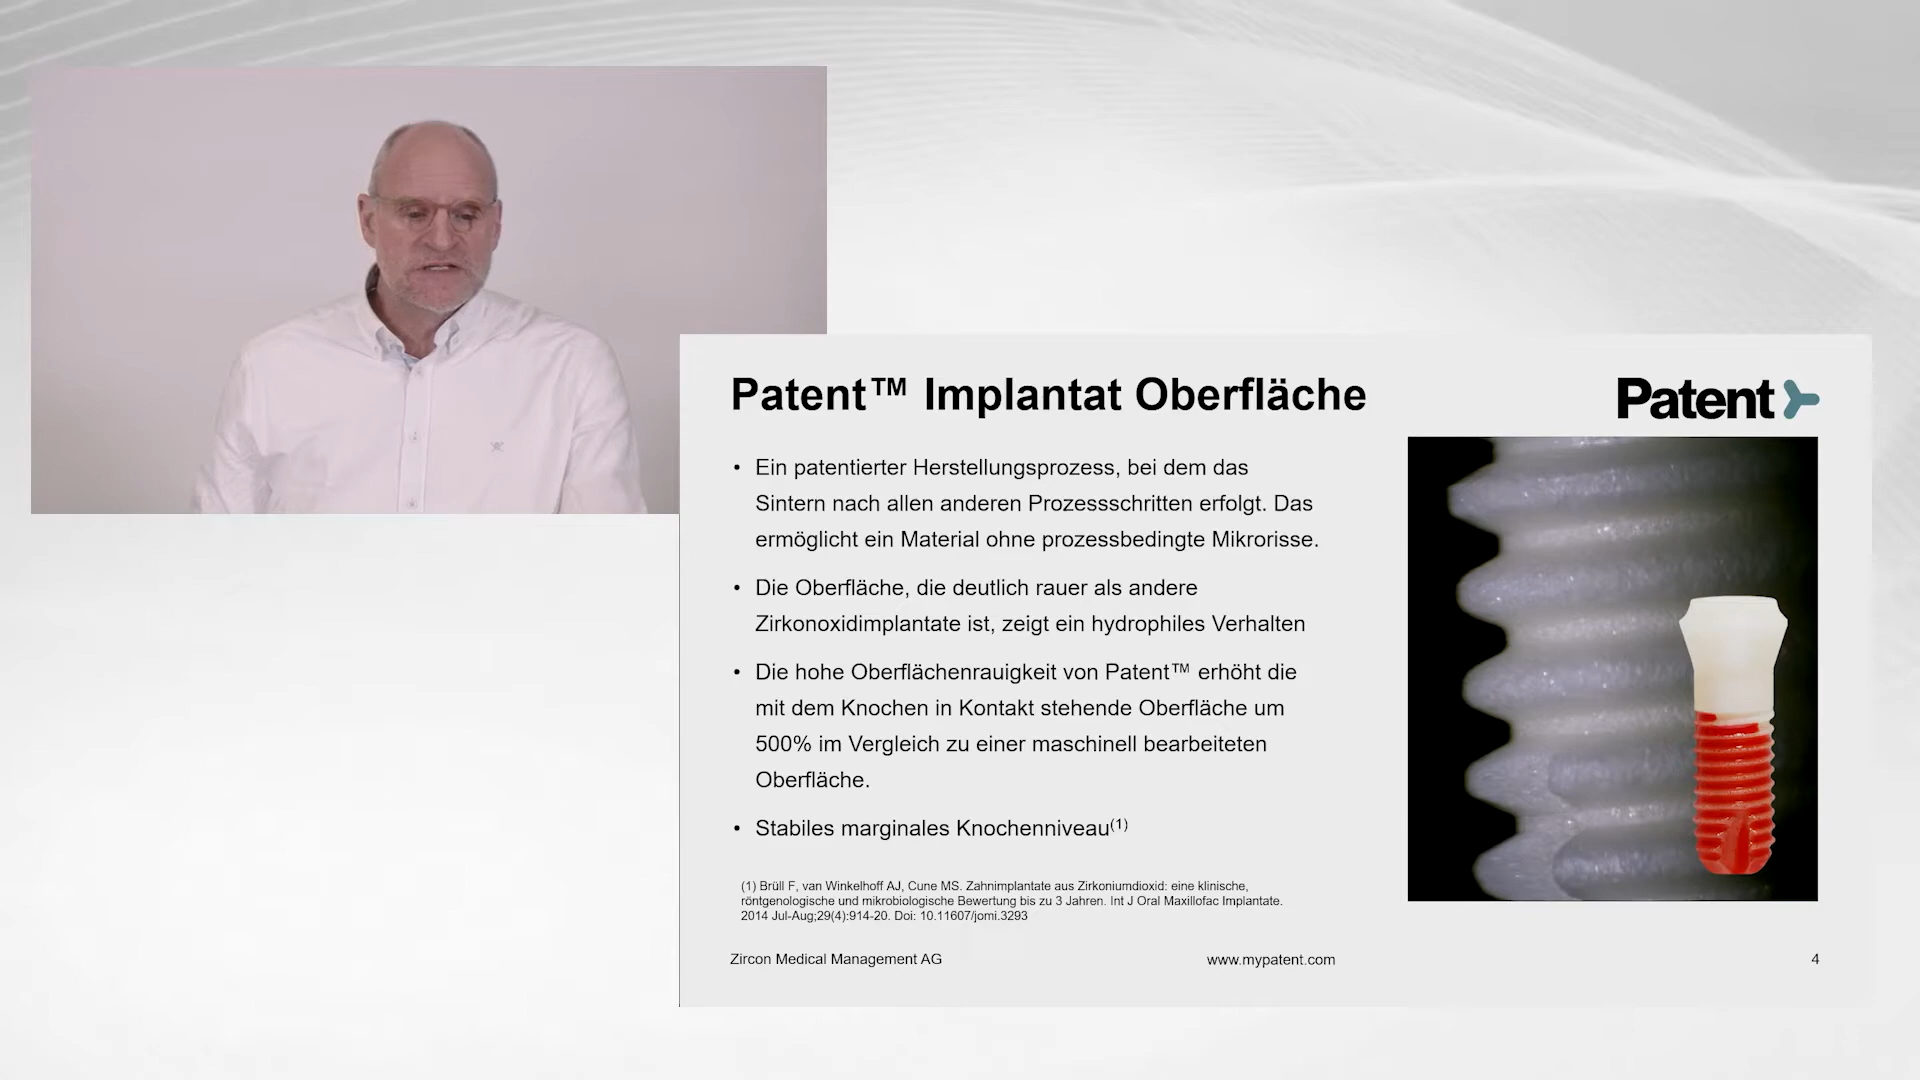 Patent™ Implantat Oberfläche
Patent
• Ein patentierter Herstellungsprozess, bei dem das
Sintern nach allen anderen Prozessschritten erfolgt. Das
ermöglicht ein Material ohne prozessbedingte Mikrorisse.
• Die Oberfläche, die deutlich rauer als andere
Zirkonoxidimplantate ist, zeigt ein hydrophiles Verhalten
• Die hohe Oberflächenrauigkeit von Patent™ erhöht die
mit dem Knochen in Kontakt stehende Oberfläche um
500% im Vergleich zu einer maschinell bearbeiteten
Oberfläche.
• Stabiles marginales Knochenniveau(1)
(1) Brüll F, van Winkelhoff AJ, Cune MS. Zahnimplantate aus Zirkoniumdioxid: eine klinische,
röntgenologische und mikrobiologische Bewertung bis zu 3 Jahren. Int J Oral Maxillofac Implantate.
2014 Jul-Aug;29(4):914-20. Doi: 10.11607/jomi.3293
Zircon Medical Management AG
www.mypatent.com
4